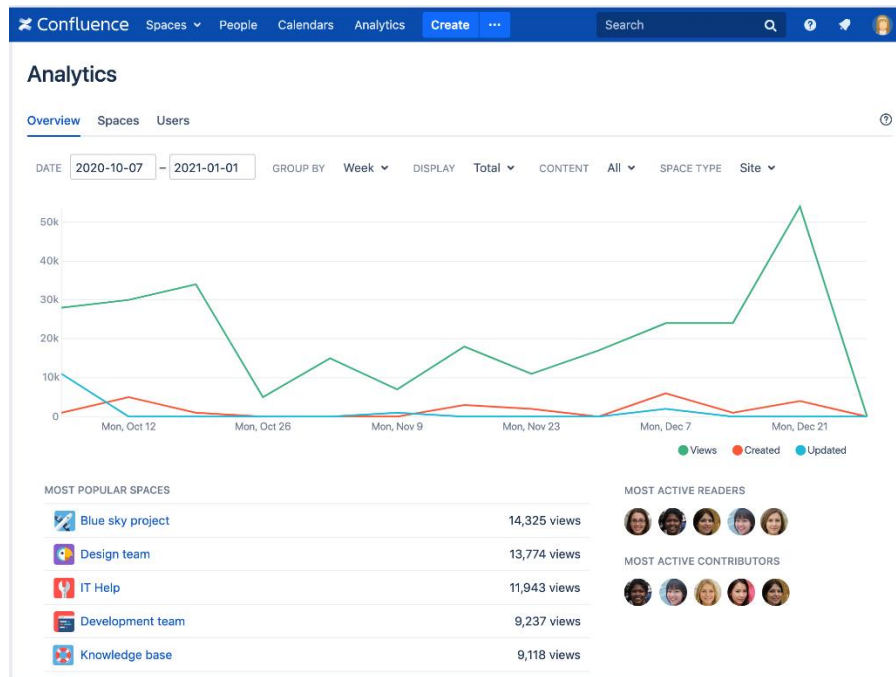 Confluence Spaces People Calendars Analytics Create ··· Search
Analytics
Overview Spaces Users
DATE 2020-10-07 – 2021-01-01 GROUP BY Week DISPLAY Total CONTENT All SPACE TYPE Site
50k
40k
30k
20k
10k
0
Mon, Oct 12 Mon, Oct 26 Mon, Nov 9 Mon, Nov 23 Mon, Dec 7 Mon, Dec 21
Views Created Updated
MOST POPULAR SPACES
Blue sky project 14,325 views
Design team 13,774 views
IT Help 11,943 views
Development team 9,237 views
Knowledge base 9,118 views
MOST ACTIVE READERS
MOST ACTIVE CONTRIBUTORS